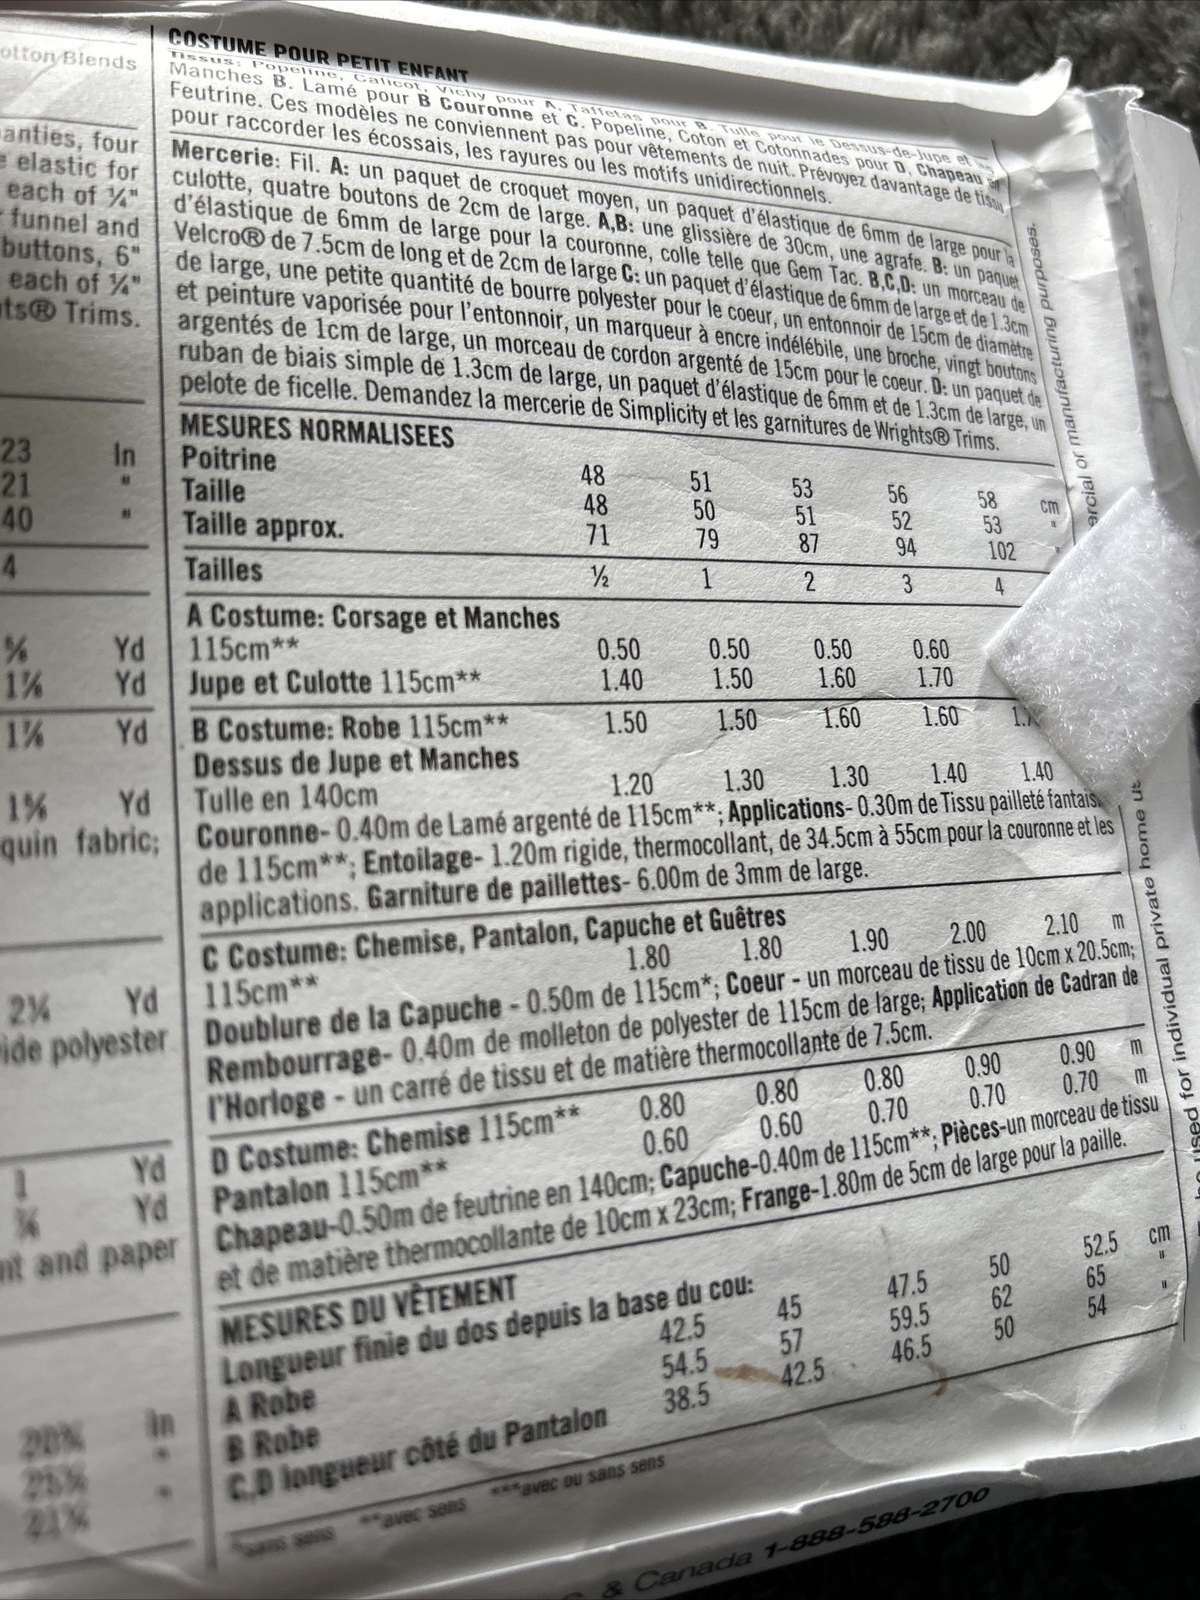 otton Blends
anties, four
elastic for
each of ¼"
funnel and
buttons, 6"
each of ¼"
ts® Trims.
23 In
21 "
40 "
4
⅝ Yd
1⅞ Yd
1⅞ Yd
Yd
quin fabric;
Yd
ide polyester
1 Yd
Yd
nt and paper
In
COSTUME POUR PETIT ENFANT
Tissus: Popeline, Calicot, Vichy pour A, Taffetas pour B. Tulle pour le Dessus-de-Jupe et
Manches B. Lamé pour B Couronne et C. Popeline, Coton et Cotonnades pour D, Chapeau en
Feutrine. Ces modèles ne conviennent pas pour vêtements de nuit. Prévoyez davantage de tissu
pour raccorder les écossais, les rayures ou les motifs unidirectionnels.
Mercerie: Fil. A: un paquet de croquet moyen, un paquet d'élastique de 6mm de large pour la
culotte, quatre boutons de 2cm de large. A,B: une glissière de 30cm, une agrafe. B: un paquet
d'élastique de 6mm de large pour la couronne, colle telle que Gem Tac. B,C,D: un morceau de
Velcro® de 7.5cm de long et de 2cm de large C: un paquet d'élastique de 6mm de large et de 1.3cm
de large, une petite quantité de bourre polyester pour le coeur, un entonnoir de 15cm de diamètre
et peinture vaporisée pour l'entonnoir, un marqueur à encre indélébile, une broche, vingt boutons
argentés de 1cm de large, un morceau de cordon argenté de 15cm pour le coeur. D: un paquet de
ruban de biais simple de 1.3cm de large, un paquet d'élastique de 6mm et de 1.3cm de large, un
pelote de ficelle. Demandez la mercerie de Simplicity et les garnitures de Wrights® Trims.
MESURES NORMALISEES
Poitrine 48 51 53 56 58 cm
Taille 48 50 51 52 53 "
Taille approx. 71 79 87 94 102 "
Tailles ½ 1 2 3 4
A Costume: Corsage et Manches
115cm** 0.50 0.50 0.50 0.60
Jupe et Culotte 115cm** 1.40 1.50 1.60 1.70
B Costume: Robe 115cm** 1.50 1.50 1.60 1.60
Dessus de Jupe et Manches
Tulle en 140cm 1.20 1.30 1.30 1.40 1.40
Couronne- 0.40m de Lamé argenté de 115cm**; Applications- 0.30m de Tissu pailleté fantais
de 115cm**; Entoilage- 1.20m rigide, thermocollant, de 34.5cm à 55cm pour la couronne et les
applications. Garniture de paillettes- 6.00m de 3mm de large.
C Costume: Chemise, Pantalon, Capuche et Guêtres
115cm** 1.80 1.80 1.90 2.00 2.10 m
Doublure de la Capuche - 0.50m de 115cm*; Coeur - un morceau de tissu de 10cm x 20.5cm;
Rembourrage- 0.40m de molleton de polyester de 115cm de large; Application de Cadran de
l'Horloge - un carré de tissu et de matière thermocollante de 7.5cm.
D Costume: Chemise 115cm** 0.80 0.80 0.80 0.90 0.90 m
Pantalon 115cm** 0.60 0.60 0.70 0.70 0.70 m
Chapeau-0.50m de feutrine en 140cm; Capuche-0.40m de 115cm**; Pièces-un morceau de tissu
et de matière thermocollante de 10cm x 23cm; Frange-1.80m de 5cm de large pour la paille.
MESURES DU VÊTEMENT
Longueur finie du dos depuis la base du cou:
A Robe 42.5 45 47.5 50 52.5 cm
B Robe 54.5 57 59.5 62 65 "
C,D longueur côté du Pantalon 38.5 42.5 46.5 50 54 "
*sans sens **avec sens ***avec ou sans sens
& Canada 1-888-588-2700
used for individual private home us
ercial or manufacturing purposes.